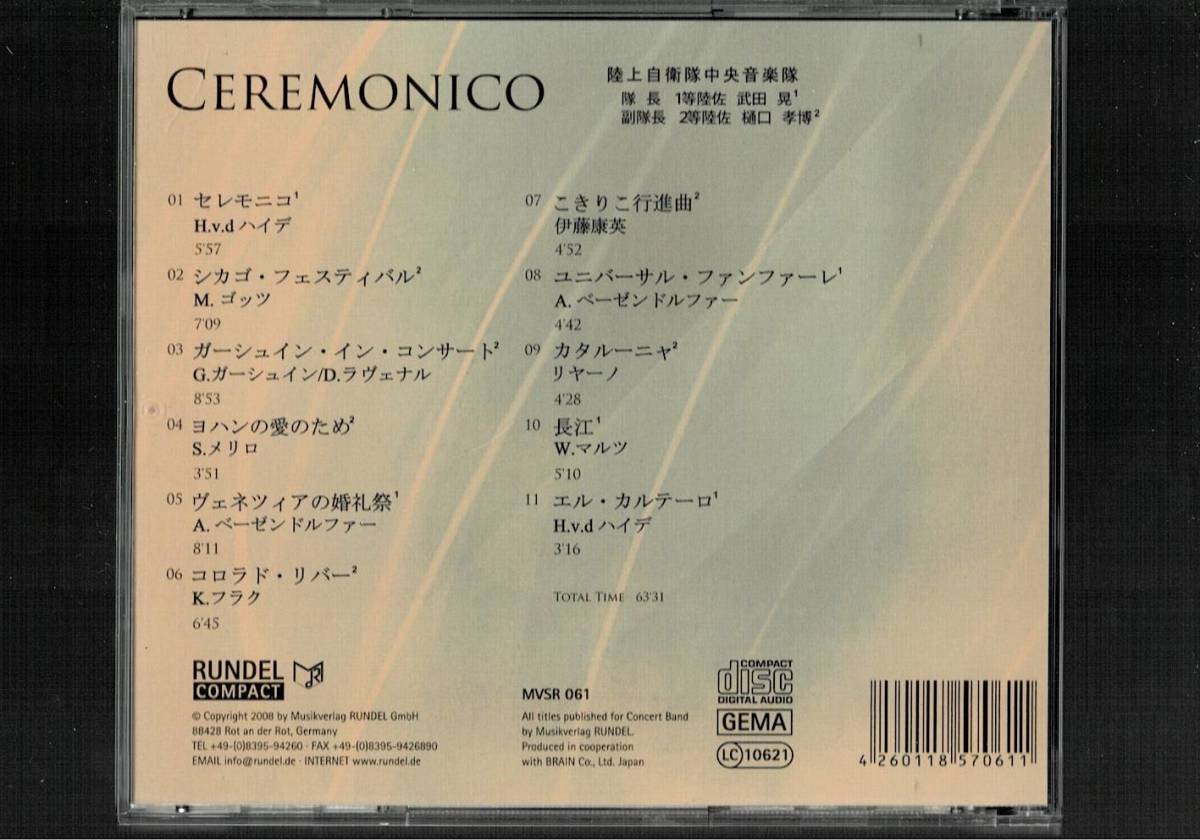 CEREMONICO
陸上自衛隊中央音楽隊
隊 長 1等陸佐 武田 晃¹
副隊長 2等陸佐 樋口 孝博²
01 セレモニコ¹
H.v.d ハイデ
5'57
02 シカゴ・フェスティバル²
M. ゴッツ
7'09
03 ガーシュイン・イン・コンサート²
G.ガーシュイン/D.ラヴェナル
8'53
04 ヨハンの愛のため²
S.メリロ
3'51
05 ヴェネツィアの婚礼祭¹
A. ベーゼンドルファー
8'11
06 コロラド・リバー²
K.フラク
6'45
07 こきりこ行進曲²
伊藤康英
4'52
08 ユニバーサル・ファンファーレ¹
A. ベーゼンドルファー
4'42
09 カタルーニャ²
リヤーノ
4'28
10 長江¹
W.マルツ
5'10
11 エル・カルテーロ¹
H.v.d ハイデ
3'16
TOTAL TIME 63'31
RUNDEL
COMPACT
© Copyright 2008 by Musikverlag RUNDEL GmbH
88428 Rot an der Rot, Germany
TEL +49-(0)8395-94260 · FAX +49-(0)8395-9426890
EMAIL info@rundel.de · INTERNET www.rundel.de
MVSR 061
All titles published for Concert Band
by Musikverlag RUNDEL.
Produced in cooperation
with BRAIN Co., Ltd. Japan
COMPACT
disc
DIGITAL AUDIO
GEMA
LC 10621
4 260118 570611